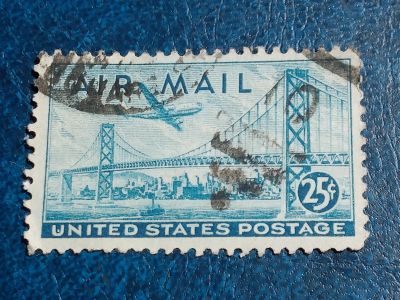 AIR MAIL
25¢
UNITED STATES POSTAGE